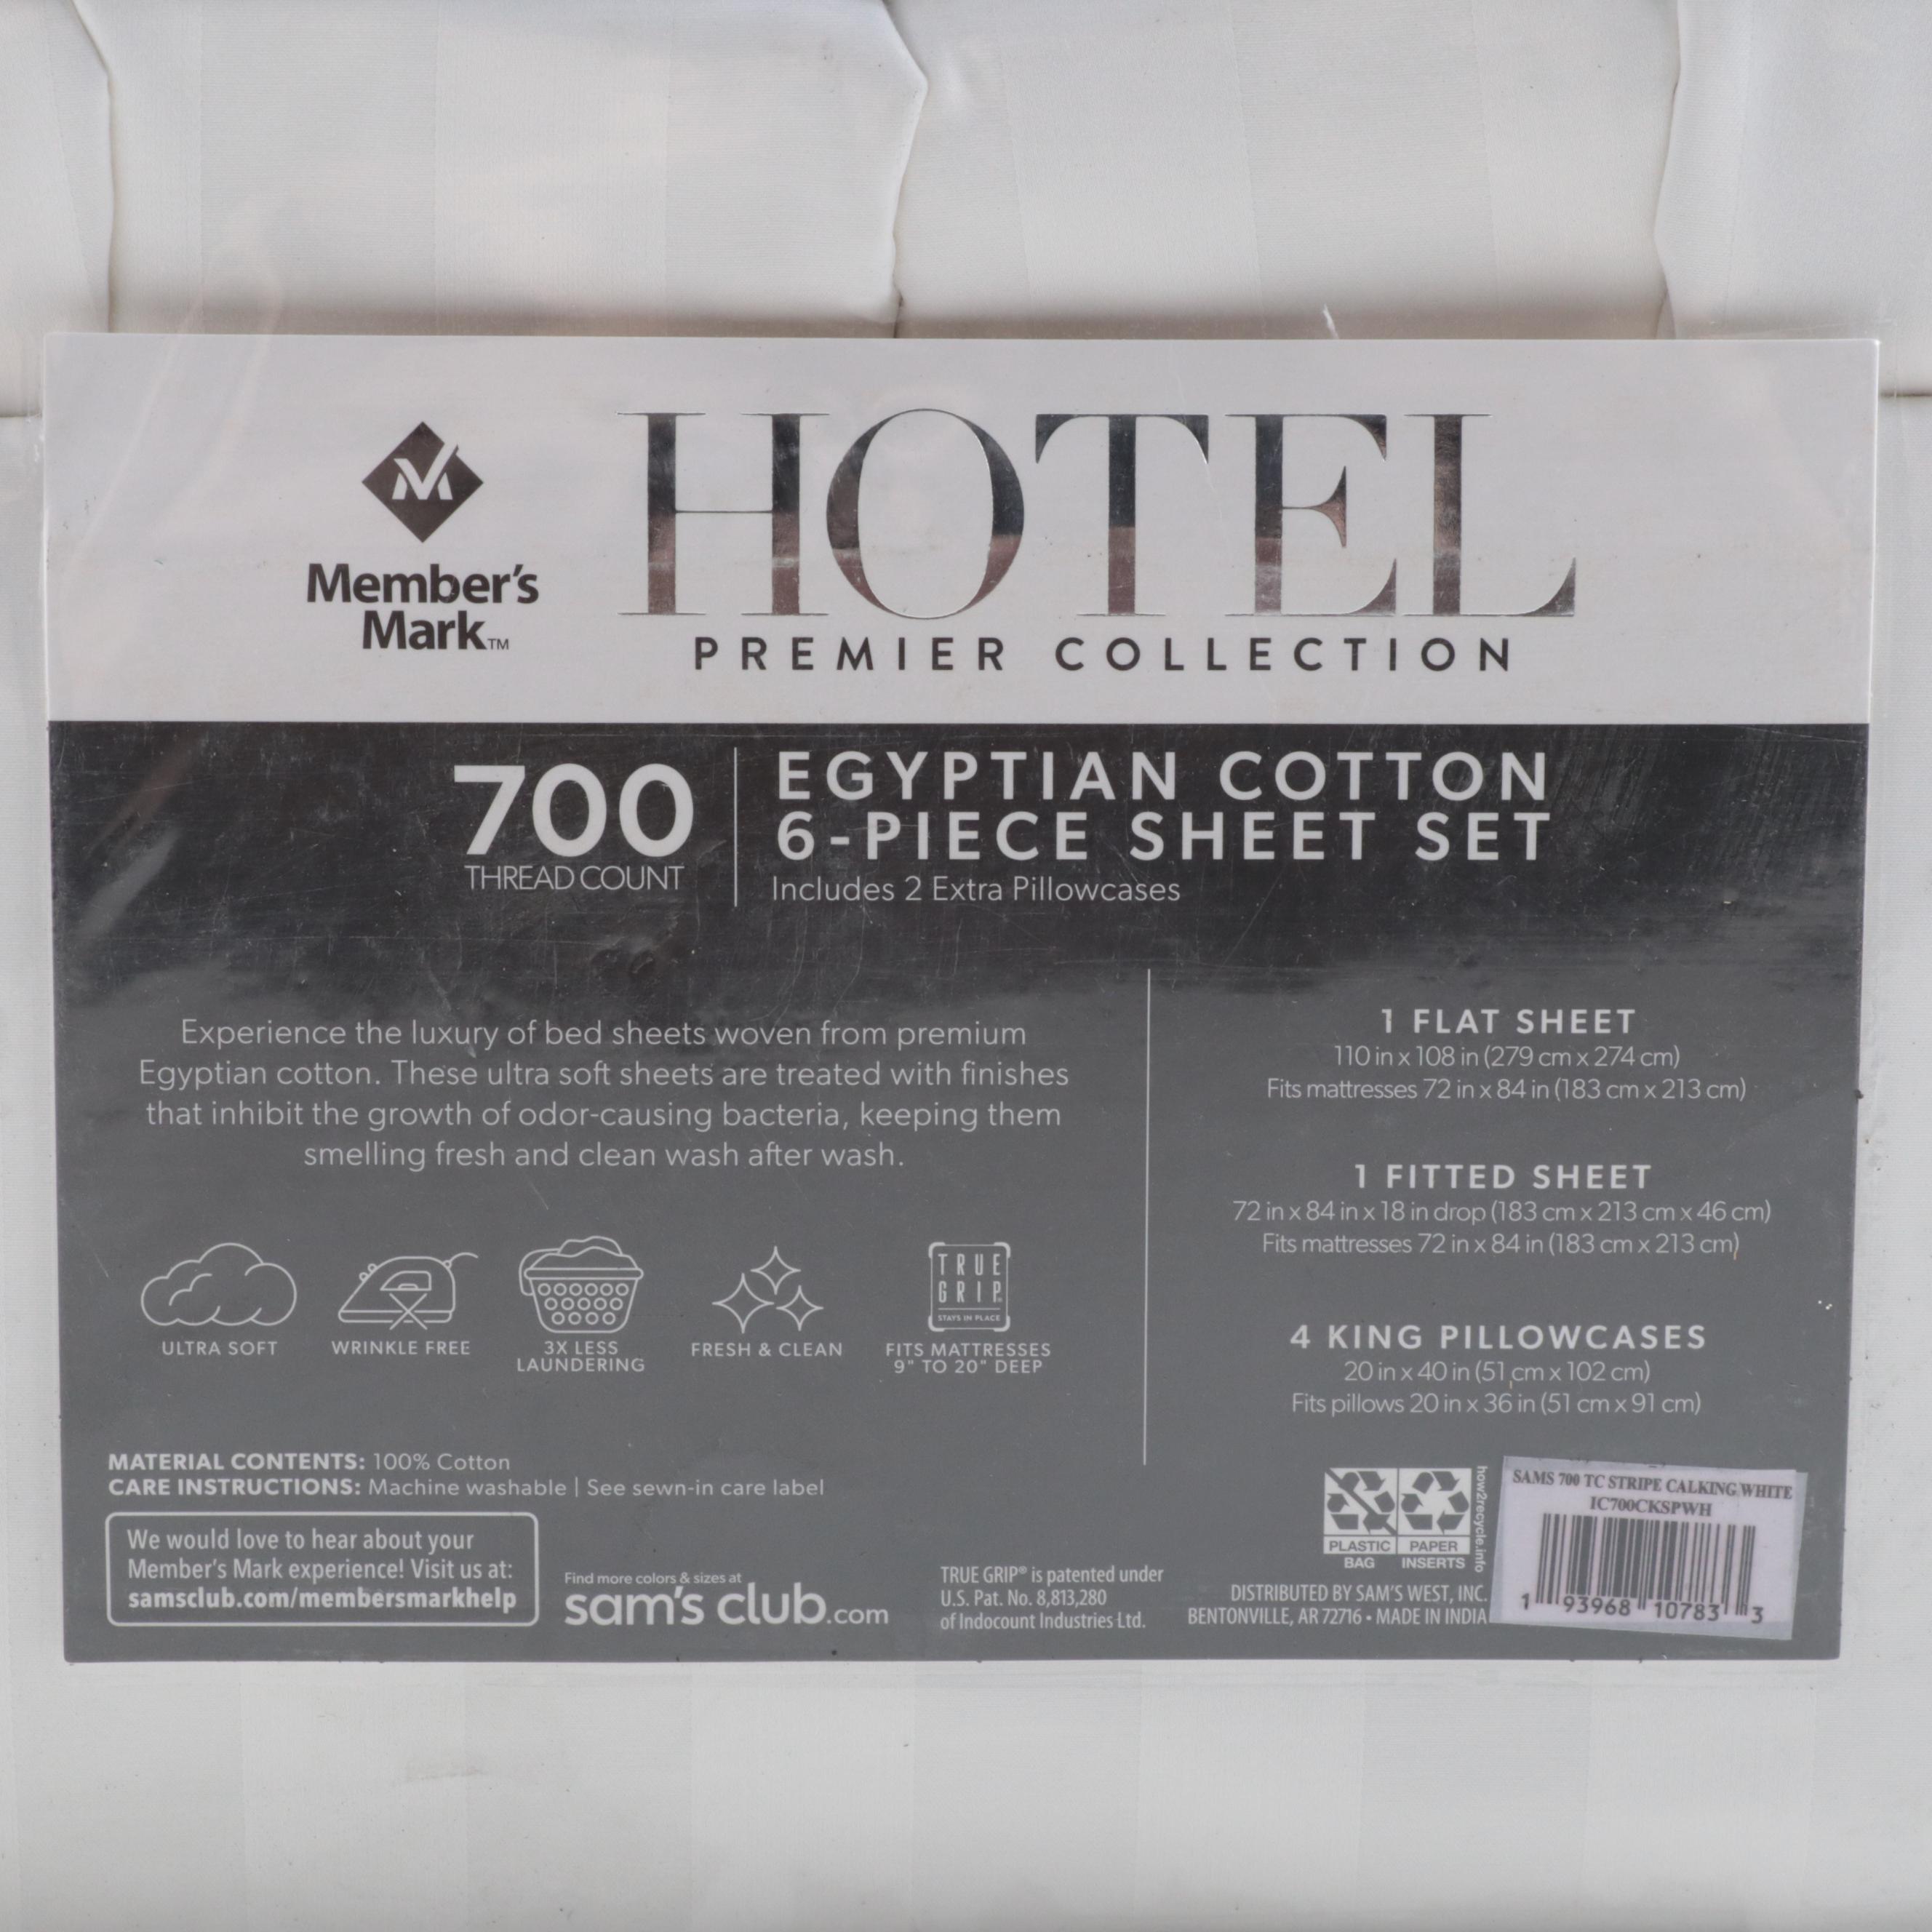 Member's
Mark™
HOTEL
PREMIER COLLECTION
700
THREAD COUNT
EGYPTIAN COTTON
6-PIECE SHEET SET
Includes 2 Extra Pillowcases
Experience the luxury of bed sheets woven from premium
Egyptian cotton. These ultra soft sheets are treated with finishes
that inhibit the growth of odor-causing bacteria, keeping them
smelling fresh and clean wash after wash.
ULTRA SOFT
WRINKLE FREE
3X LESS
LAUNDERING
FRESH & CLEAN
TRUE
GRIP
STAYS IN PLACE
FITS MATTRESSES
9" TO 20" DEEP
1 FLAT SHEET
110 in x 108 in (279 cm x 274 cm)
Fits mattresses 72 in x 84 in (183 cm x 213 cm)
1 FITTED SHEET
72 in x 84 in x 18 in drop (183 cm x 213 cm x 46 cm)
Fits mattresses 72 in x 84 in (183 cm x 213 cm)
4 KING PILLOWCASES
20 in x 40 in (51 cm x 102 cm)
Fits pillows 20 in x 36 in (51 cm x 91 cm)
MATERIAL CONTENTS: 100% Cotton
CARE INSTRUCTIONS: Machine washable | See sewn-in care label
We would love to hear about your
Member's Mark experience! Visit us at:
samsclub.com/membersmarkhelp
Find more colors & sizes at
sam's club.com
TRUE GRIP® is patented under
U.S. Pat. No. 8,813,280
of Indocount Industries Ltd.
PLASTIC
BAG
PAPER
INSERTS
how2recycle.info
DISTRIBUTED BY SAM'S WEST, INC.
BENTONVILLE, AR 72716 • MADE IN INDIA
SAMS 700 TC STRIPE CALKING WHITE
IC700CKSPWH
1 93968 10783 3